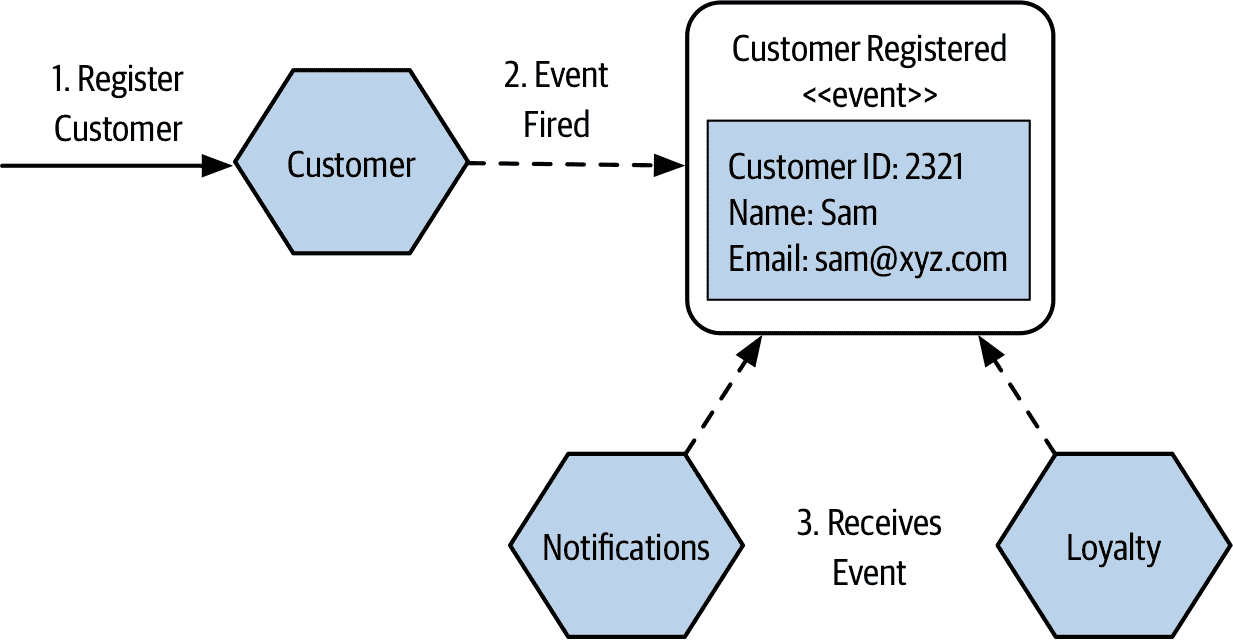 1. Register
Customer
Customer
2. Event
Fired
Customer Registered
<<event>>
Customer ID: 2321
Name: Sam
Email: sam@xyz.com
Notifications
3. Receives
Event
Loyalty